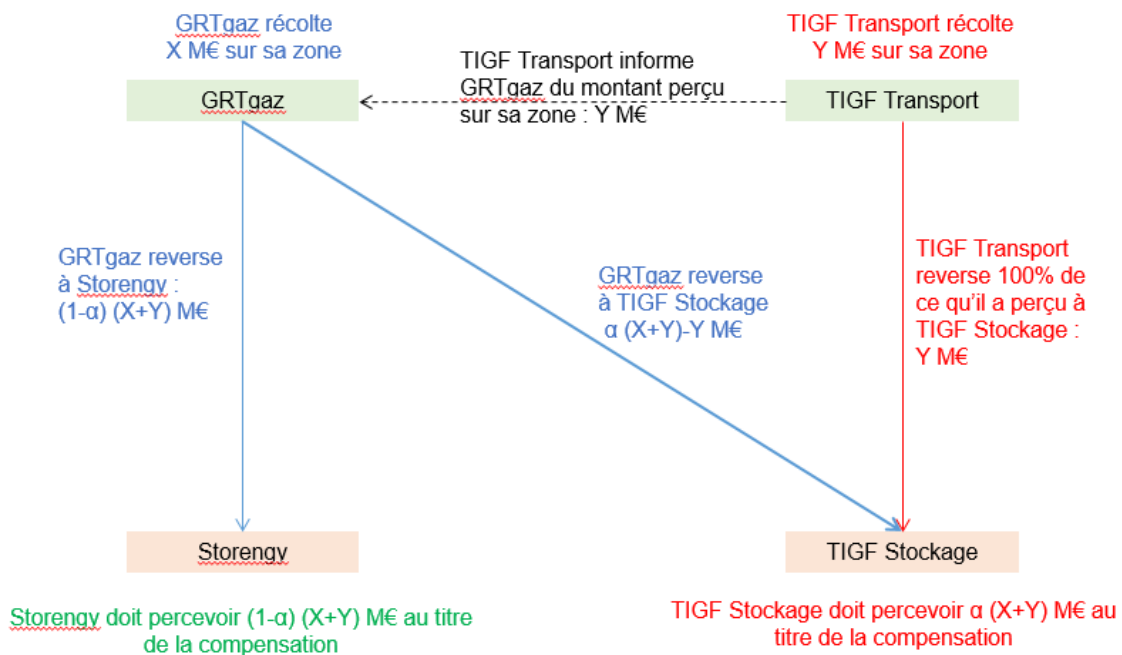 GRTgaz récolte
X M€ sur sa zone
TIGF Transport récolte
Y M€ sur sa zone
TIGF Transport informe
GRTgaz du montant perçu
sur sa zone : Y M€
GRTgaz
TIGF Transport
GRTgaz reverse
à Storengy :
(1-α) (X+Y) M€
GRTgaz reverse
à TIGF Stockage
α (X+Y)-Y M€
TIGF Transport
reverse 100% de
ce qu'il a perçu à
TIGF Stockage :
Y M€
Storengy
TIGF Stockage
Storengy doit percevoir (1-α) (X+Y) M€ au titre
de la compensation
TIGF Stockage doit percevoir α (X+Y) M€ au
titre de la compensation